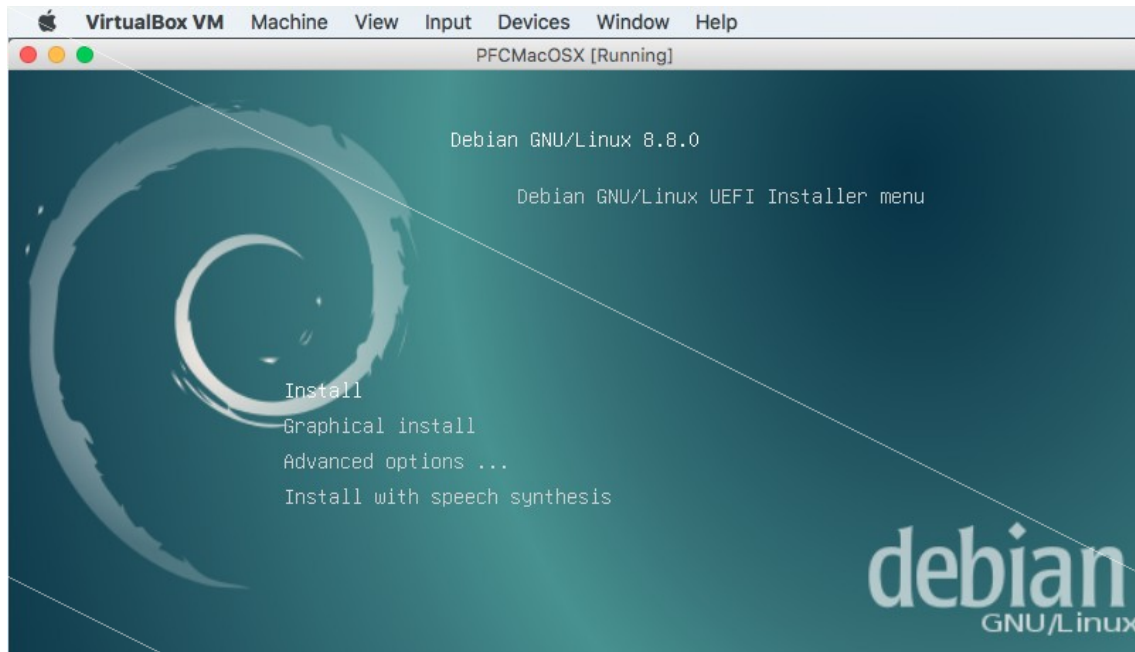 VirtualBox VM Machine View Input Devices Window Help
PFCMacOSX [Running]
Debian GNU/Linux 8.8.0
Debian GNU/Linux UEFI Installer menu
Install
Graphical install
Advanced options ...
Install with speech synthesis
debian
GNU/Linux